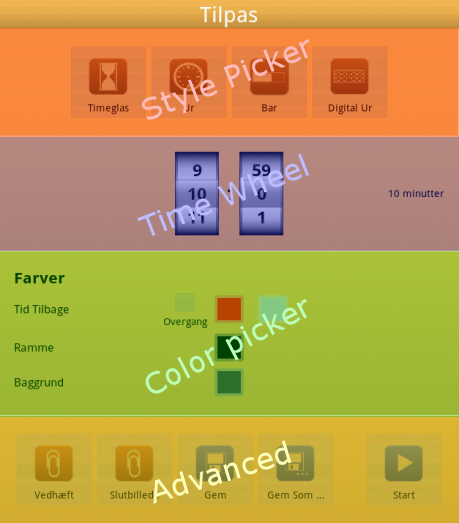 Tilpas
Style Picker
Timeglas
Ur
Bar
Digital Ur
Time Wheel
9
59
10 : 0
11
1
10 minutter
Farver
Tid Tilbage
Overgang
Color picker
Ramme
Baggrund
Advanced
Vedhæft
Slutbilled
Gem
Gem Som ...
Start